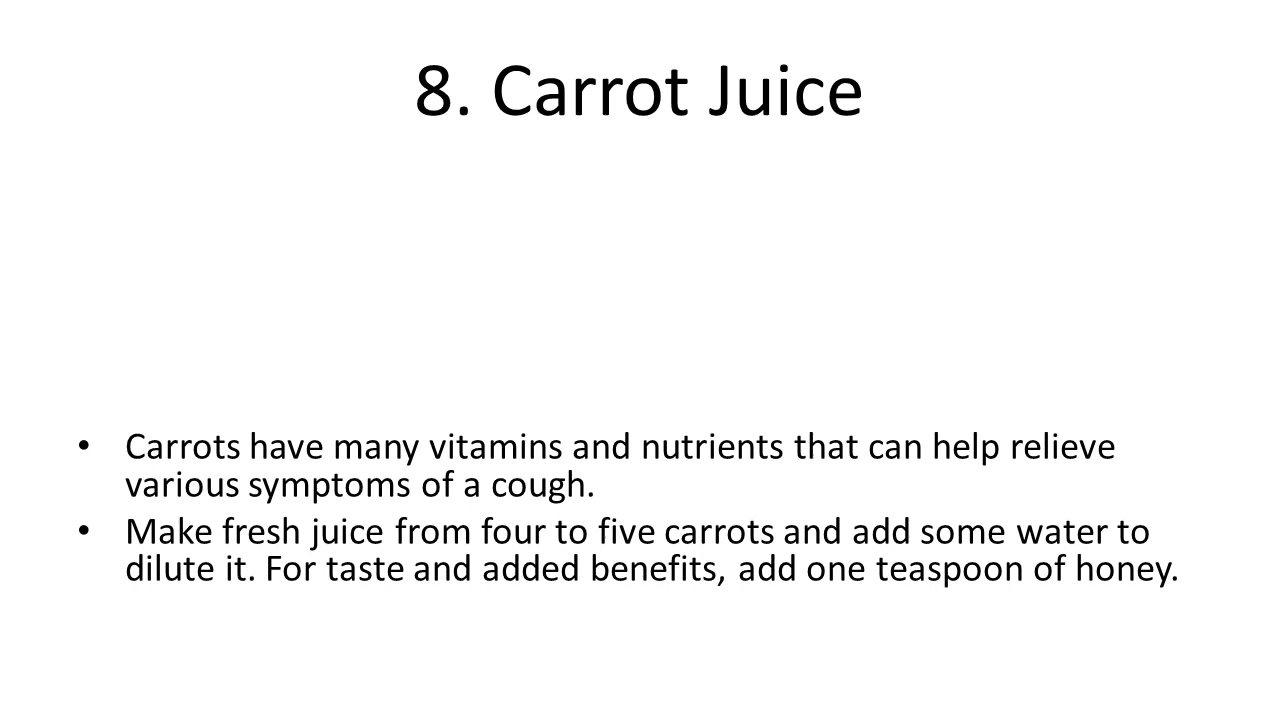 8. Carrot Juice
• Carrots have many vitamins and nutrients that can help relieve
various symptoms of a cough.
• Make fresh juice from four to five carrots and add some water to
dilute it. For taste and added benefits, add one teaspoon of honey.